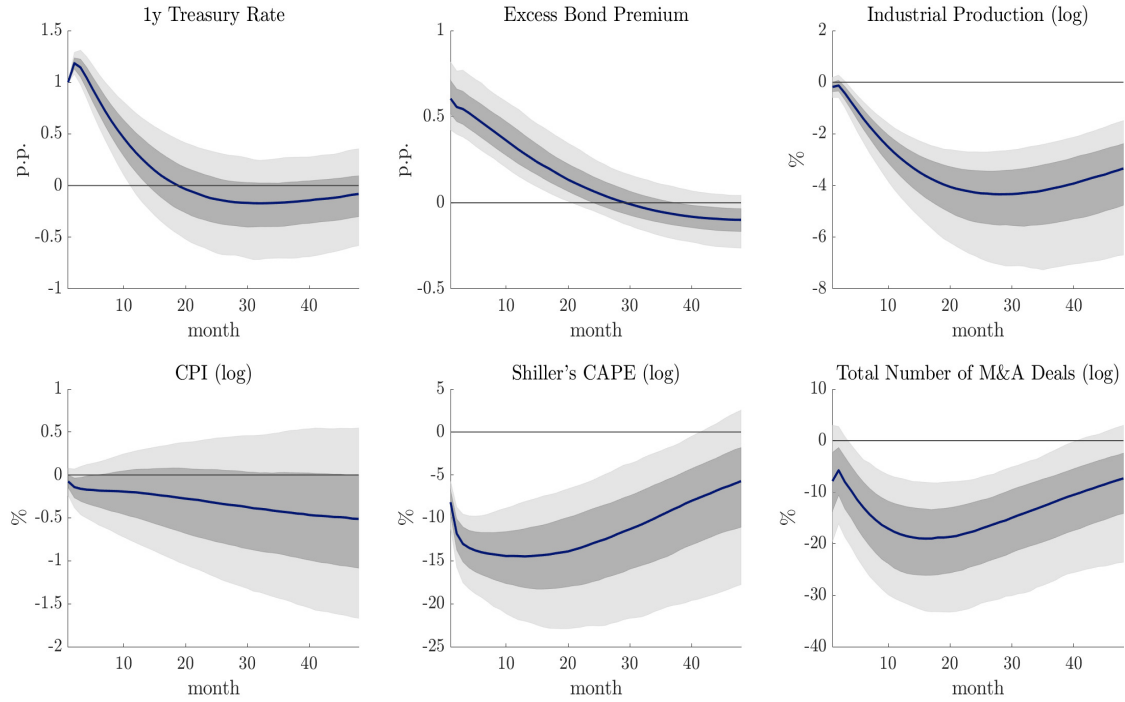 1y Treasury Rate
1.5
1
0.5
0
-0.5
-1
p.p.
10 20 30 40
month
Excess Bond Premium
1
0.5
0
-0.5
p.p.
10 20 30 40
month
Industrial Production (log)
2
0
-2
-4
-6
-8
%
10 20 30 40
month
CPI (log)
1
0.5
0
-0.5
-1
-1.5
-2
%
10 20 30 40
month
Shiller's CAPE (log)
5
0
-5
-10
-15
-20
-25
%
10 20 30 40
month
Total Number of M&A Deals (log)
10
0
-10
-20
-30
-40
%
10 20 30 40
month